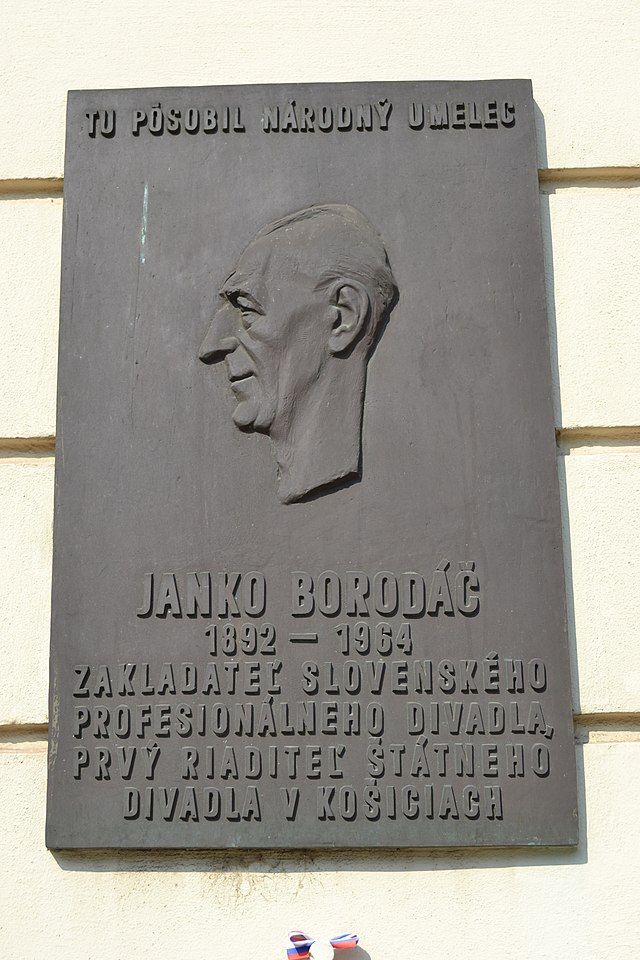 TU PÔSOBIL NÁRODNÝ UMELEC
JANKO BORODÁČ
1892 — 1964
ZAKLADATEĽ SLOVENSKÉHO
PROFESIONÁLNEHO DIVADLA,
PRVÝ RIADITEĽ ŠTÁTNEHO
DIVADLA V KOŠICIACH